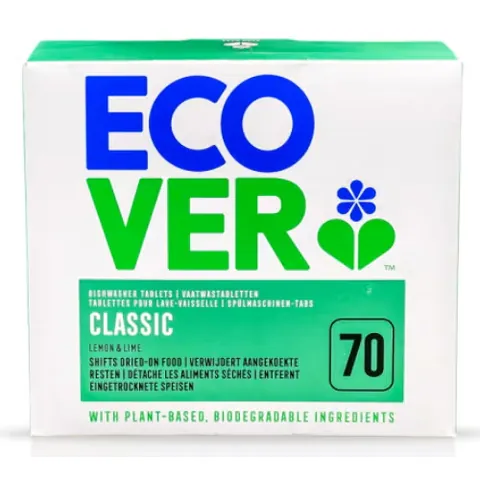 ECO
VER
TM
DISHWASHER TABLETS | VAATWASTABLETTEN
TABLETTES POUR LAVE-VAISSELLE | SPÜLMASCHINEN-TABS
CLASSIC
LEMON & LIME
SHIFTS DRIED-ON FOOD | VERWIJDERT AANGEKOEKTE
RESTEN | DÉTACHE LES ALIMENTS SÉCHÉS | ENTFERNT
EINGETROCKNETE SPEISEN
70
WITH PLANT-BASED, BIODEGRADABLE INGREDIENTS